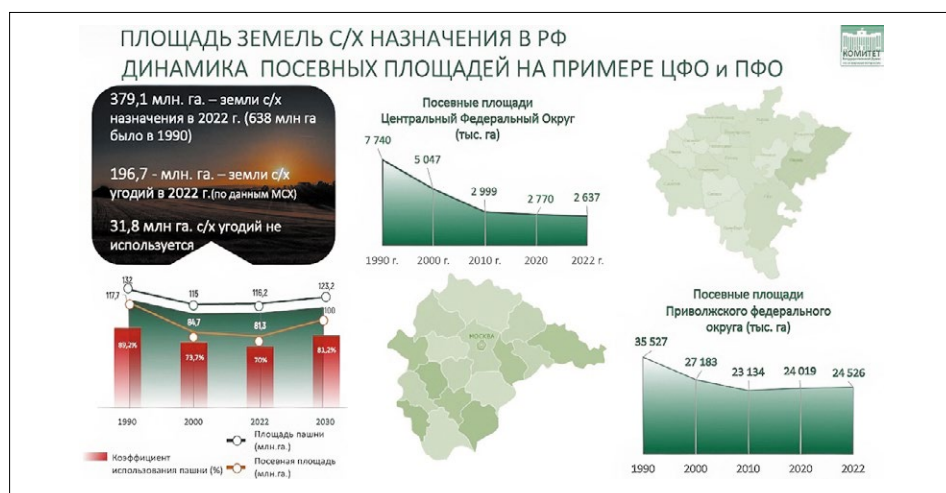 ПЛОЩАДЬ ЗЕМЕЛЬ С/Х НАЗНАЧЕНИЯ В РФ
ДИНАМИКА ПОСЕВНЫХ ПЛОЩАДЕЙ НА ПРИМЕРЕ ЦФО и ПФО
КОМИТЕТ
379,1 млн. га. – земли с/х
назначения в 2022 г. (638 млн га
было в 1990)
196,7 - млн. га. – земли с/х
угодий в 2022 г.(по данным МСХ)
31,8 млн га. с/х угодий не
используется
Посевные площади
Центральный Федеральный Округ
(тыс. га)
7 740
5 047
2 999
2 770
2 637
1990 г.
2000 г.
2010 г.
2020
2022 г.
132
115
116,2
123,2
117,7
84,7
81,3
100
89,2%
73,7%
70%
81,2%
1990
2000
2022
2030
Коэффициент
использования пашни (%)
Площадь пашни
(млн.га.)
Посевная площадь
(млн.га.)
МОСКВА
Посевные площади
Приволжского федерального
округа (тыс. га)
35 527
27 183
23 134
24 019
24 526
1990
2000
2010
2020
2022